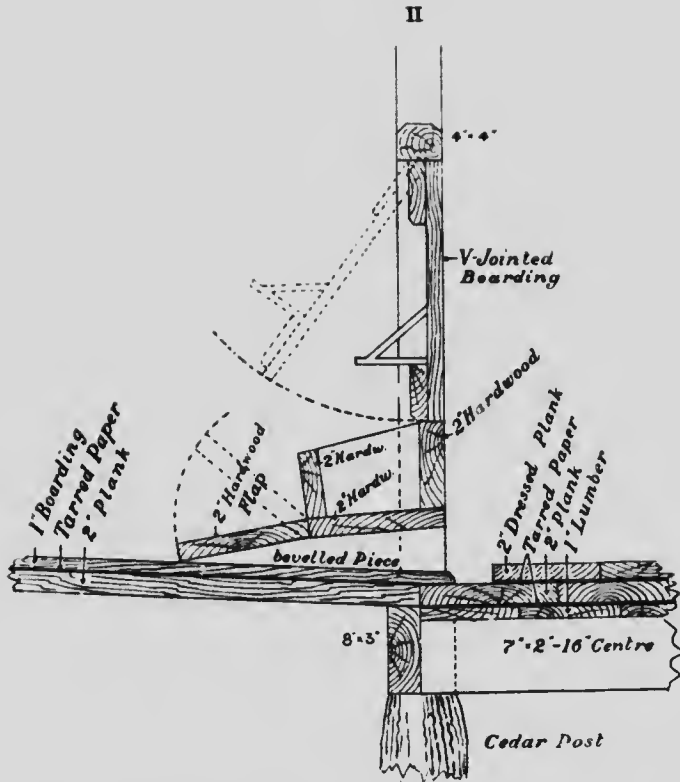 II
4"=4"
V-Jointed
Boarding
2" Hardwood
1" Boarding
Tarred Paper
2" Plank
2" Hardwood
Flap
2" Hardw.
2" Hardw.
bevelled Piece
2" Dressed Plank
Tarred Paper
2" Plank
1" Lumber
8"=3"
7"=2"-16" Centre
Cedar Post